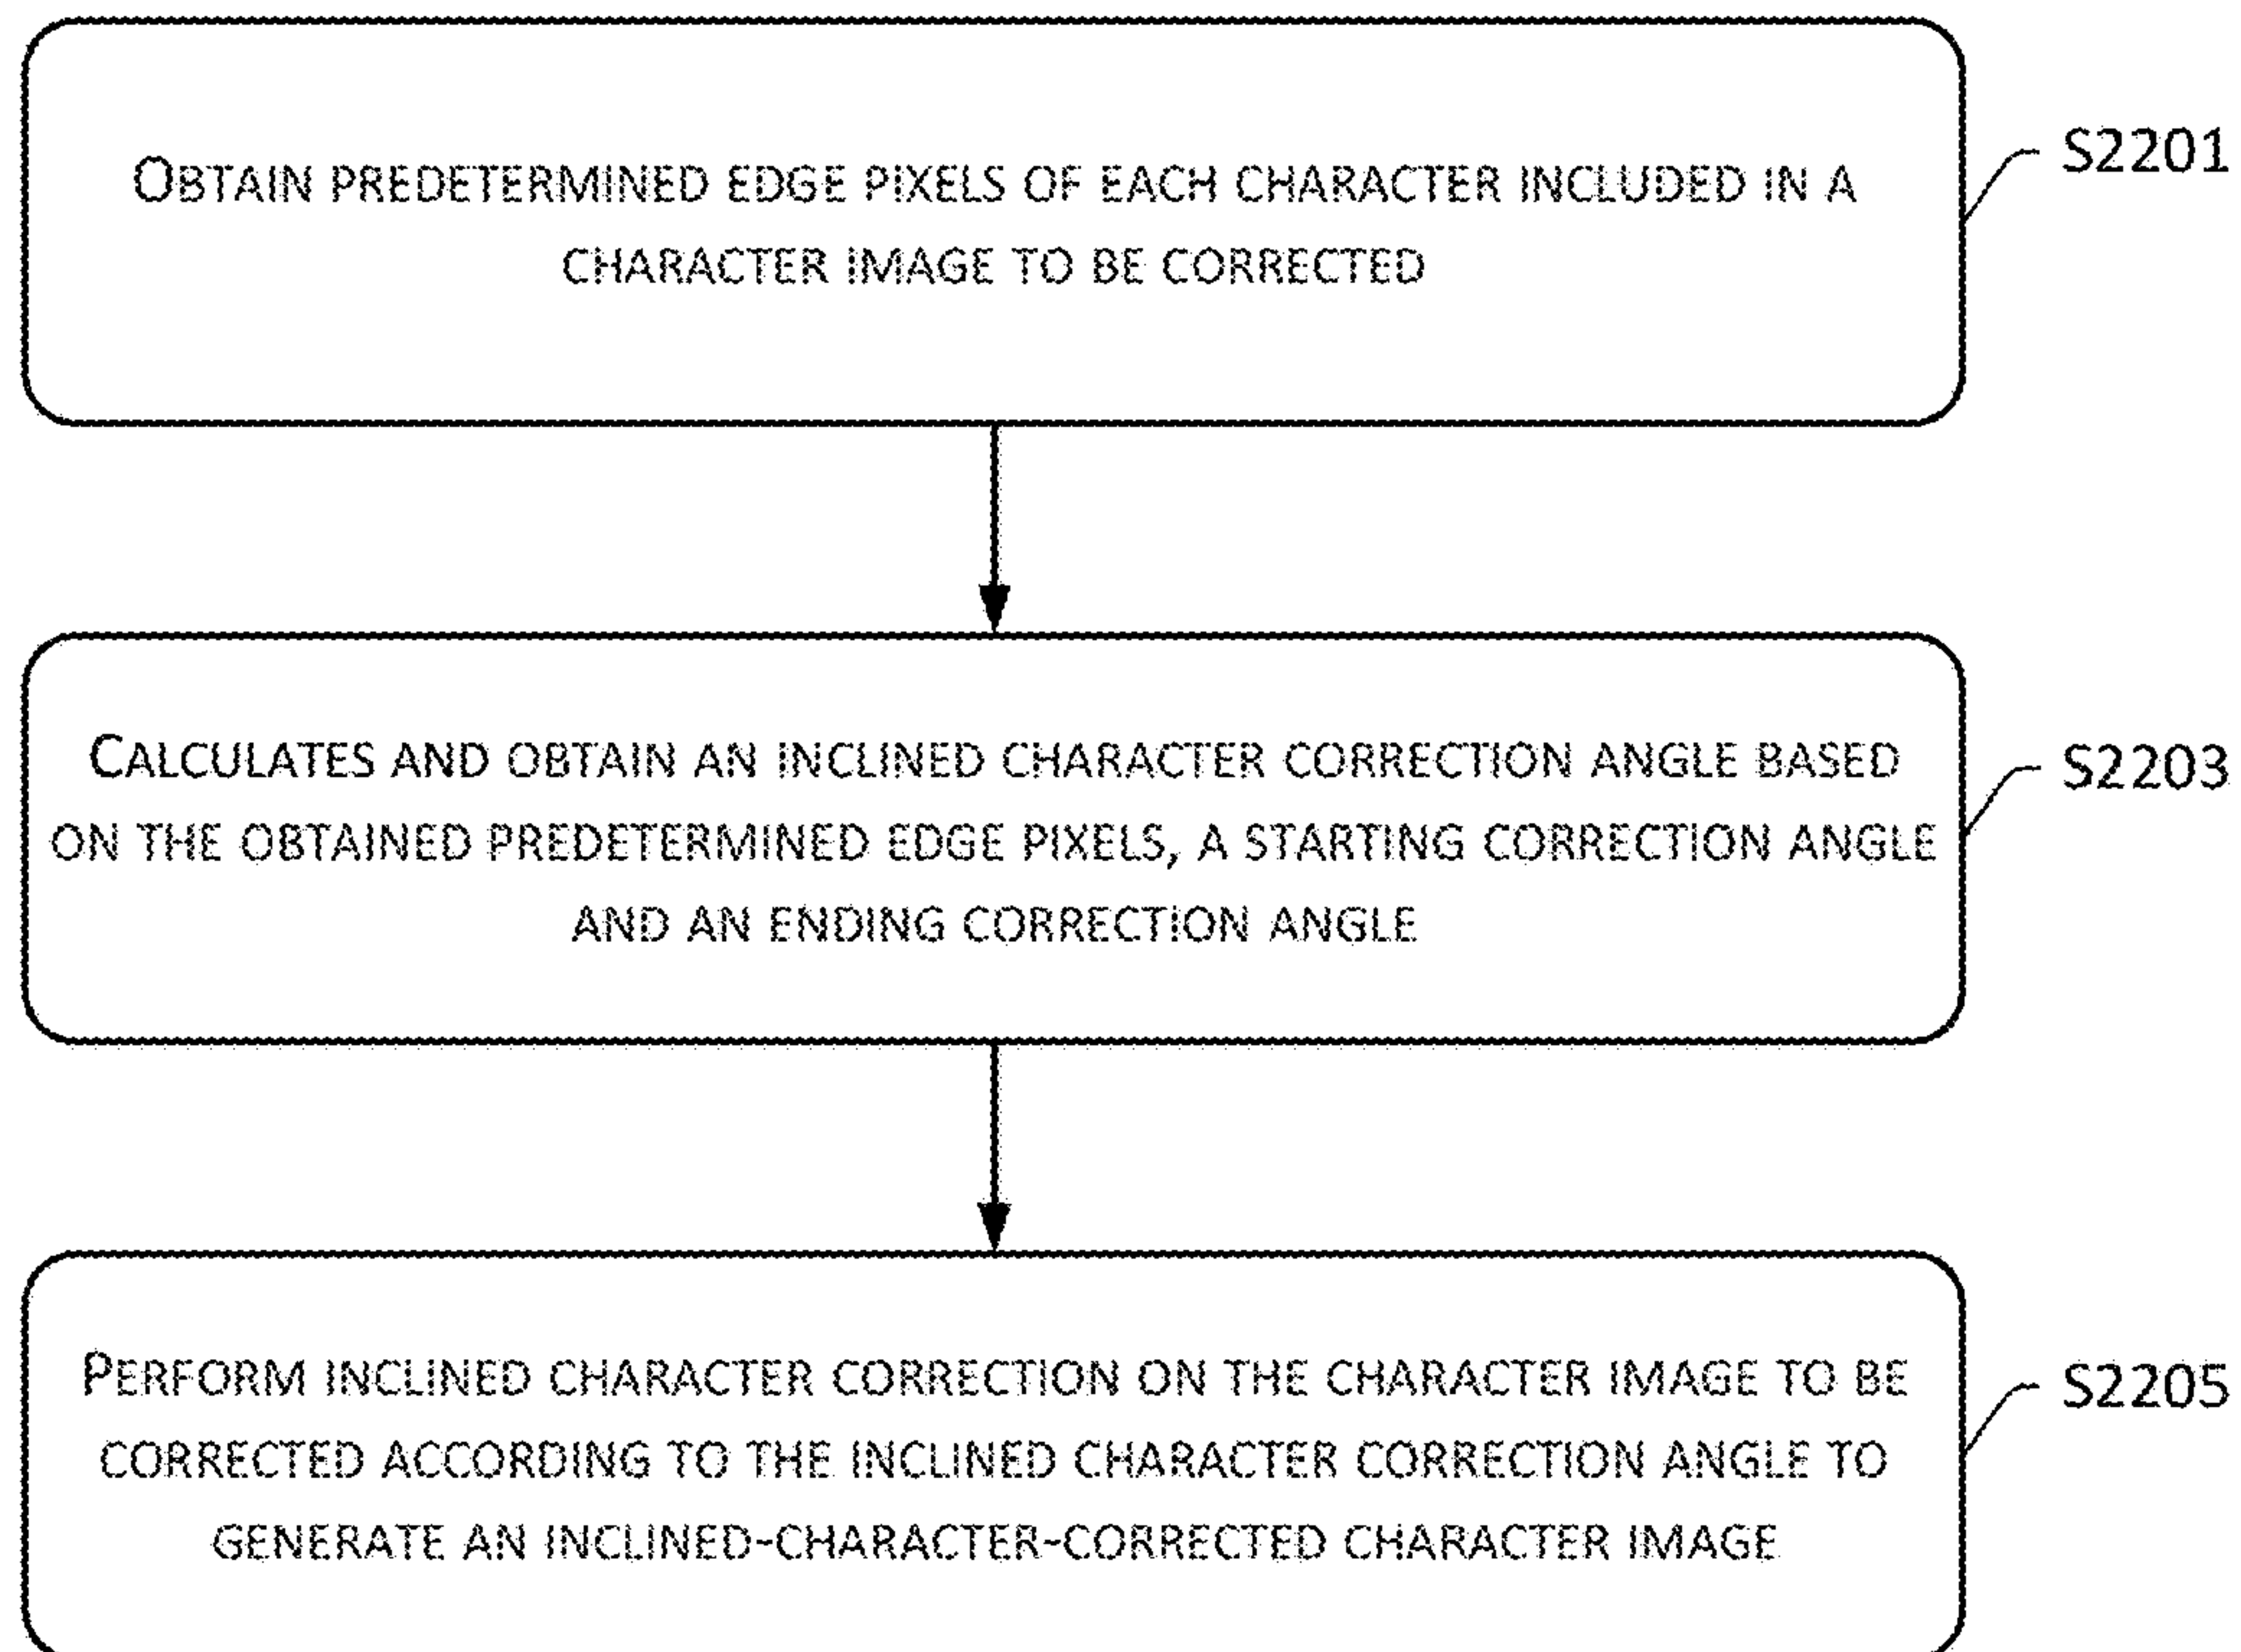 OBTAIN PREDETERMINED EDGE PIXELS OF EACH CHARACTER INCLUDED IN A
CHARACTER IMAGE TO BE CORRECTED
S2201
CALCULATES AND OBTAIN AN INCLINED CHARACTER CORRECTION ANGLE BASED
ON THE OBTAINED PREDETERMINED EDGE PIXELS, A STARTING CORRECTION ANGLE
AND AN ENDING CORRECTION ANGLE
S2203
PERFORM INCLINED CHARACTER CORRECTION ON THE CHARACTER IMAGE TO BE
CORRECTED ACCORDING TO THE INCLINED CHARACTER CORRECTION ANGLE TO
GENERATE AN INCLINED-CHARACTER-CORRECTED CHARACTER IMAGE
S2205